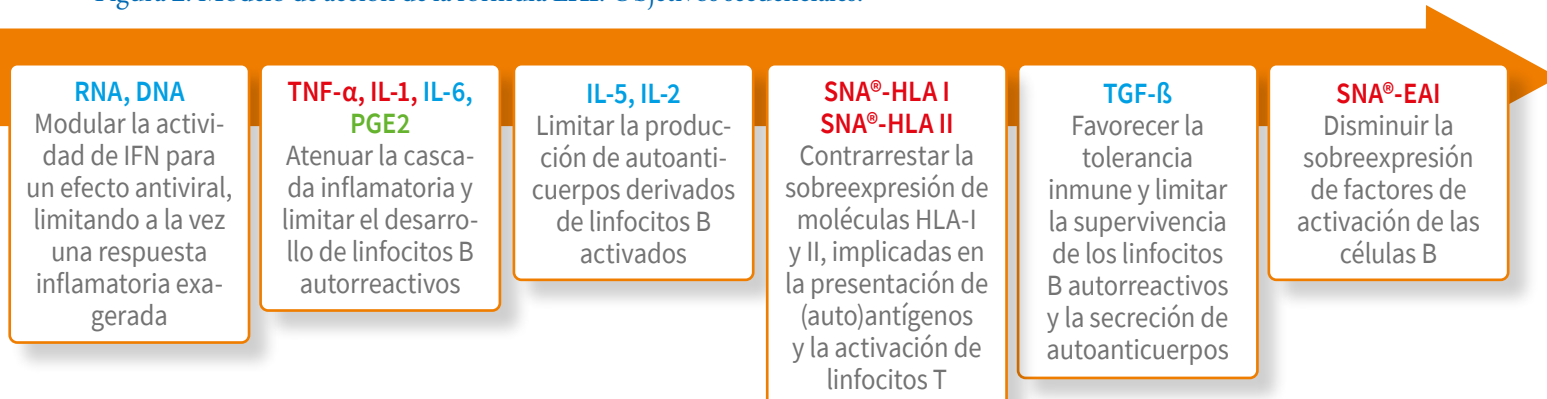 RNA, DNA
Modular la activi-
dad de IFN para
un efecto antiviral,
limitando a la vez
una respuesta
inflamatoria exa-
gerada
TNF-α, IL-1, IL-6,
PGE2
Atenuar la casca-
da inflamatoria y
limitar el desarro-
llo de linfocitos B
autorreactivos
IL-5, IL-2
Limitar la produc-
ción de autoanti-
cuerpos derivados
de linfocitos B
activados
SNA®-HLA I
SNA®-HLA II
Contrarrestar la
sobreexpresión de
moléculas HLA-I
y II, implicadas en
la presentación de
(auto)antígenos
y la activación de
linfocitos T
TGF-ß
Favorecer la
tolerancia
inmune y limitar
la supervivencia
de los linfocitos
B autorreactivos
y la secreción de
autoanticuerpos
SNA®-EAI
Disminuir la
sobreexpresión
de factores de
activación de las
células B